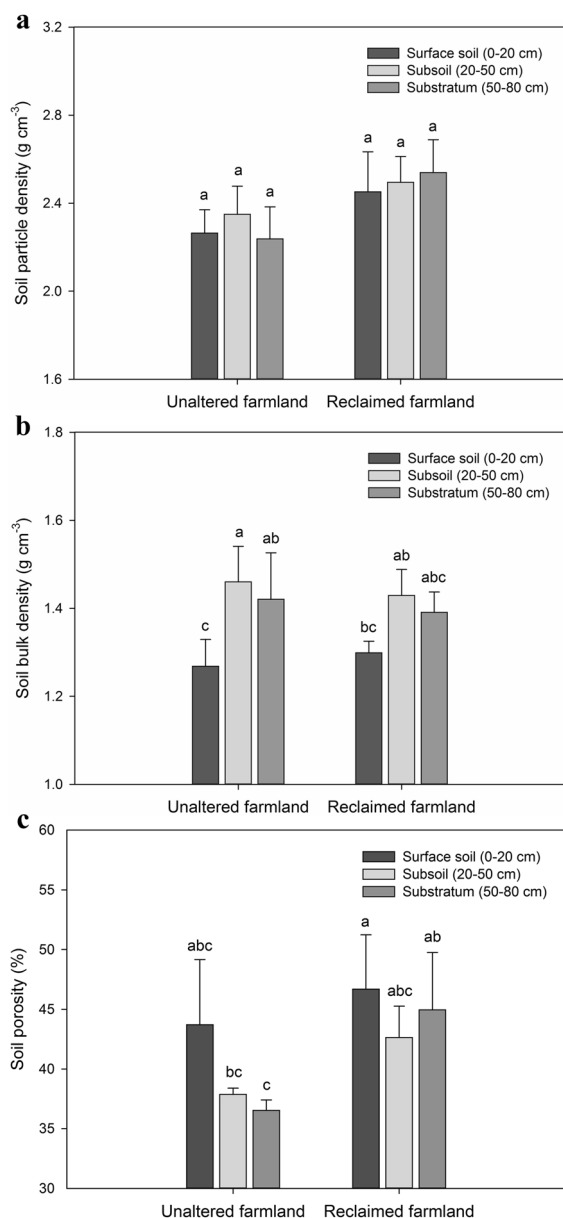 a
Soil particle density (g cm⁻³)
3.2
2.8
2.4
2.0
1.6
Surface soil (0-20 cm)
Subsoil (20-50 cm)
Substratum (50-80 cm)
a a a a a a
Unaltered farmland Reclaimed farmland
b
Soil bulk density (g cm⁻³)
1.8
1.6
1.4
1.2
1.0
Surface soil (0-20 cm)
Subsoil (20-50 cm)
Substratum (50-80 cm)
c a ab bc ab abc
Unaltered farmland Reclaimed farmland
c
Soil porosity (%)
60
55
50
45
40
35
30
Surface soil (0-20 cm)
Subsoil (20-50 cm)
Substratum (50-80 cm)
abc bc c a abc ab
Unaltered farmland Reclaimed farmland